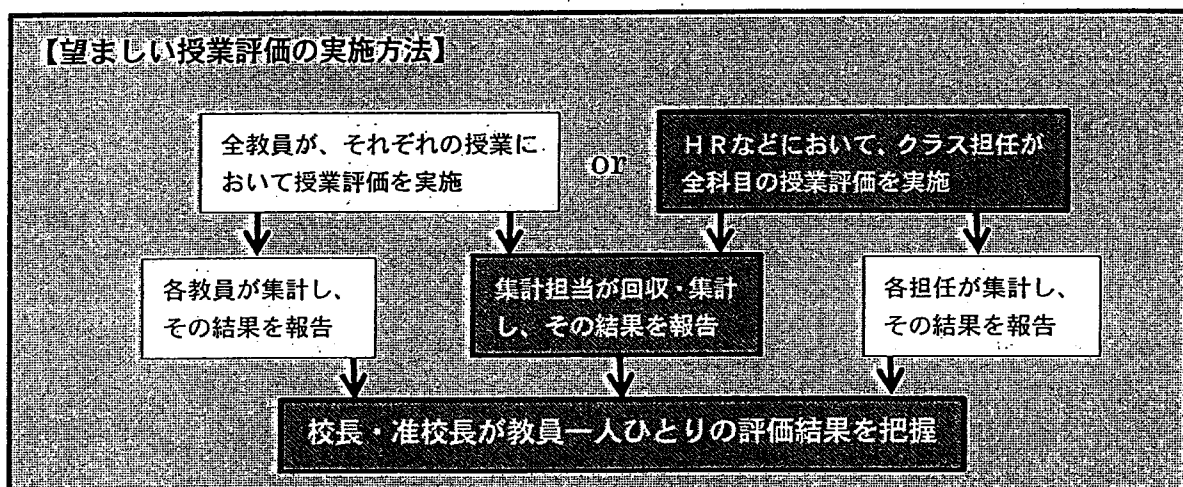 【望ましい授業評価の実施方法】
全教員が、それぞれの授業に
おいて授業評価を実施
or
ＨＲなどにおいて、クラス担任が
全科目の授業評価を実施
各教員が集計し、
その結果を報告
集計担当が回収・集計
し、その結果を報告
各担任が集計し、
その結果を報告
校長・准校長が教員一人ひとりの評価結果を把握